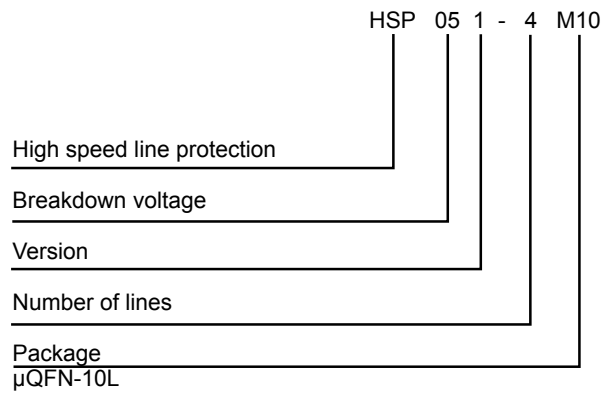 HSP 05 1 - 4 M10
High speed line protection
Breakdown voltage
Version
Number of lines
Package
µQFN-10L